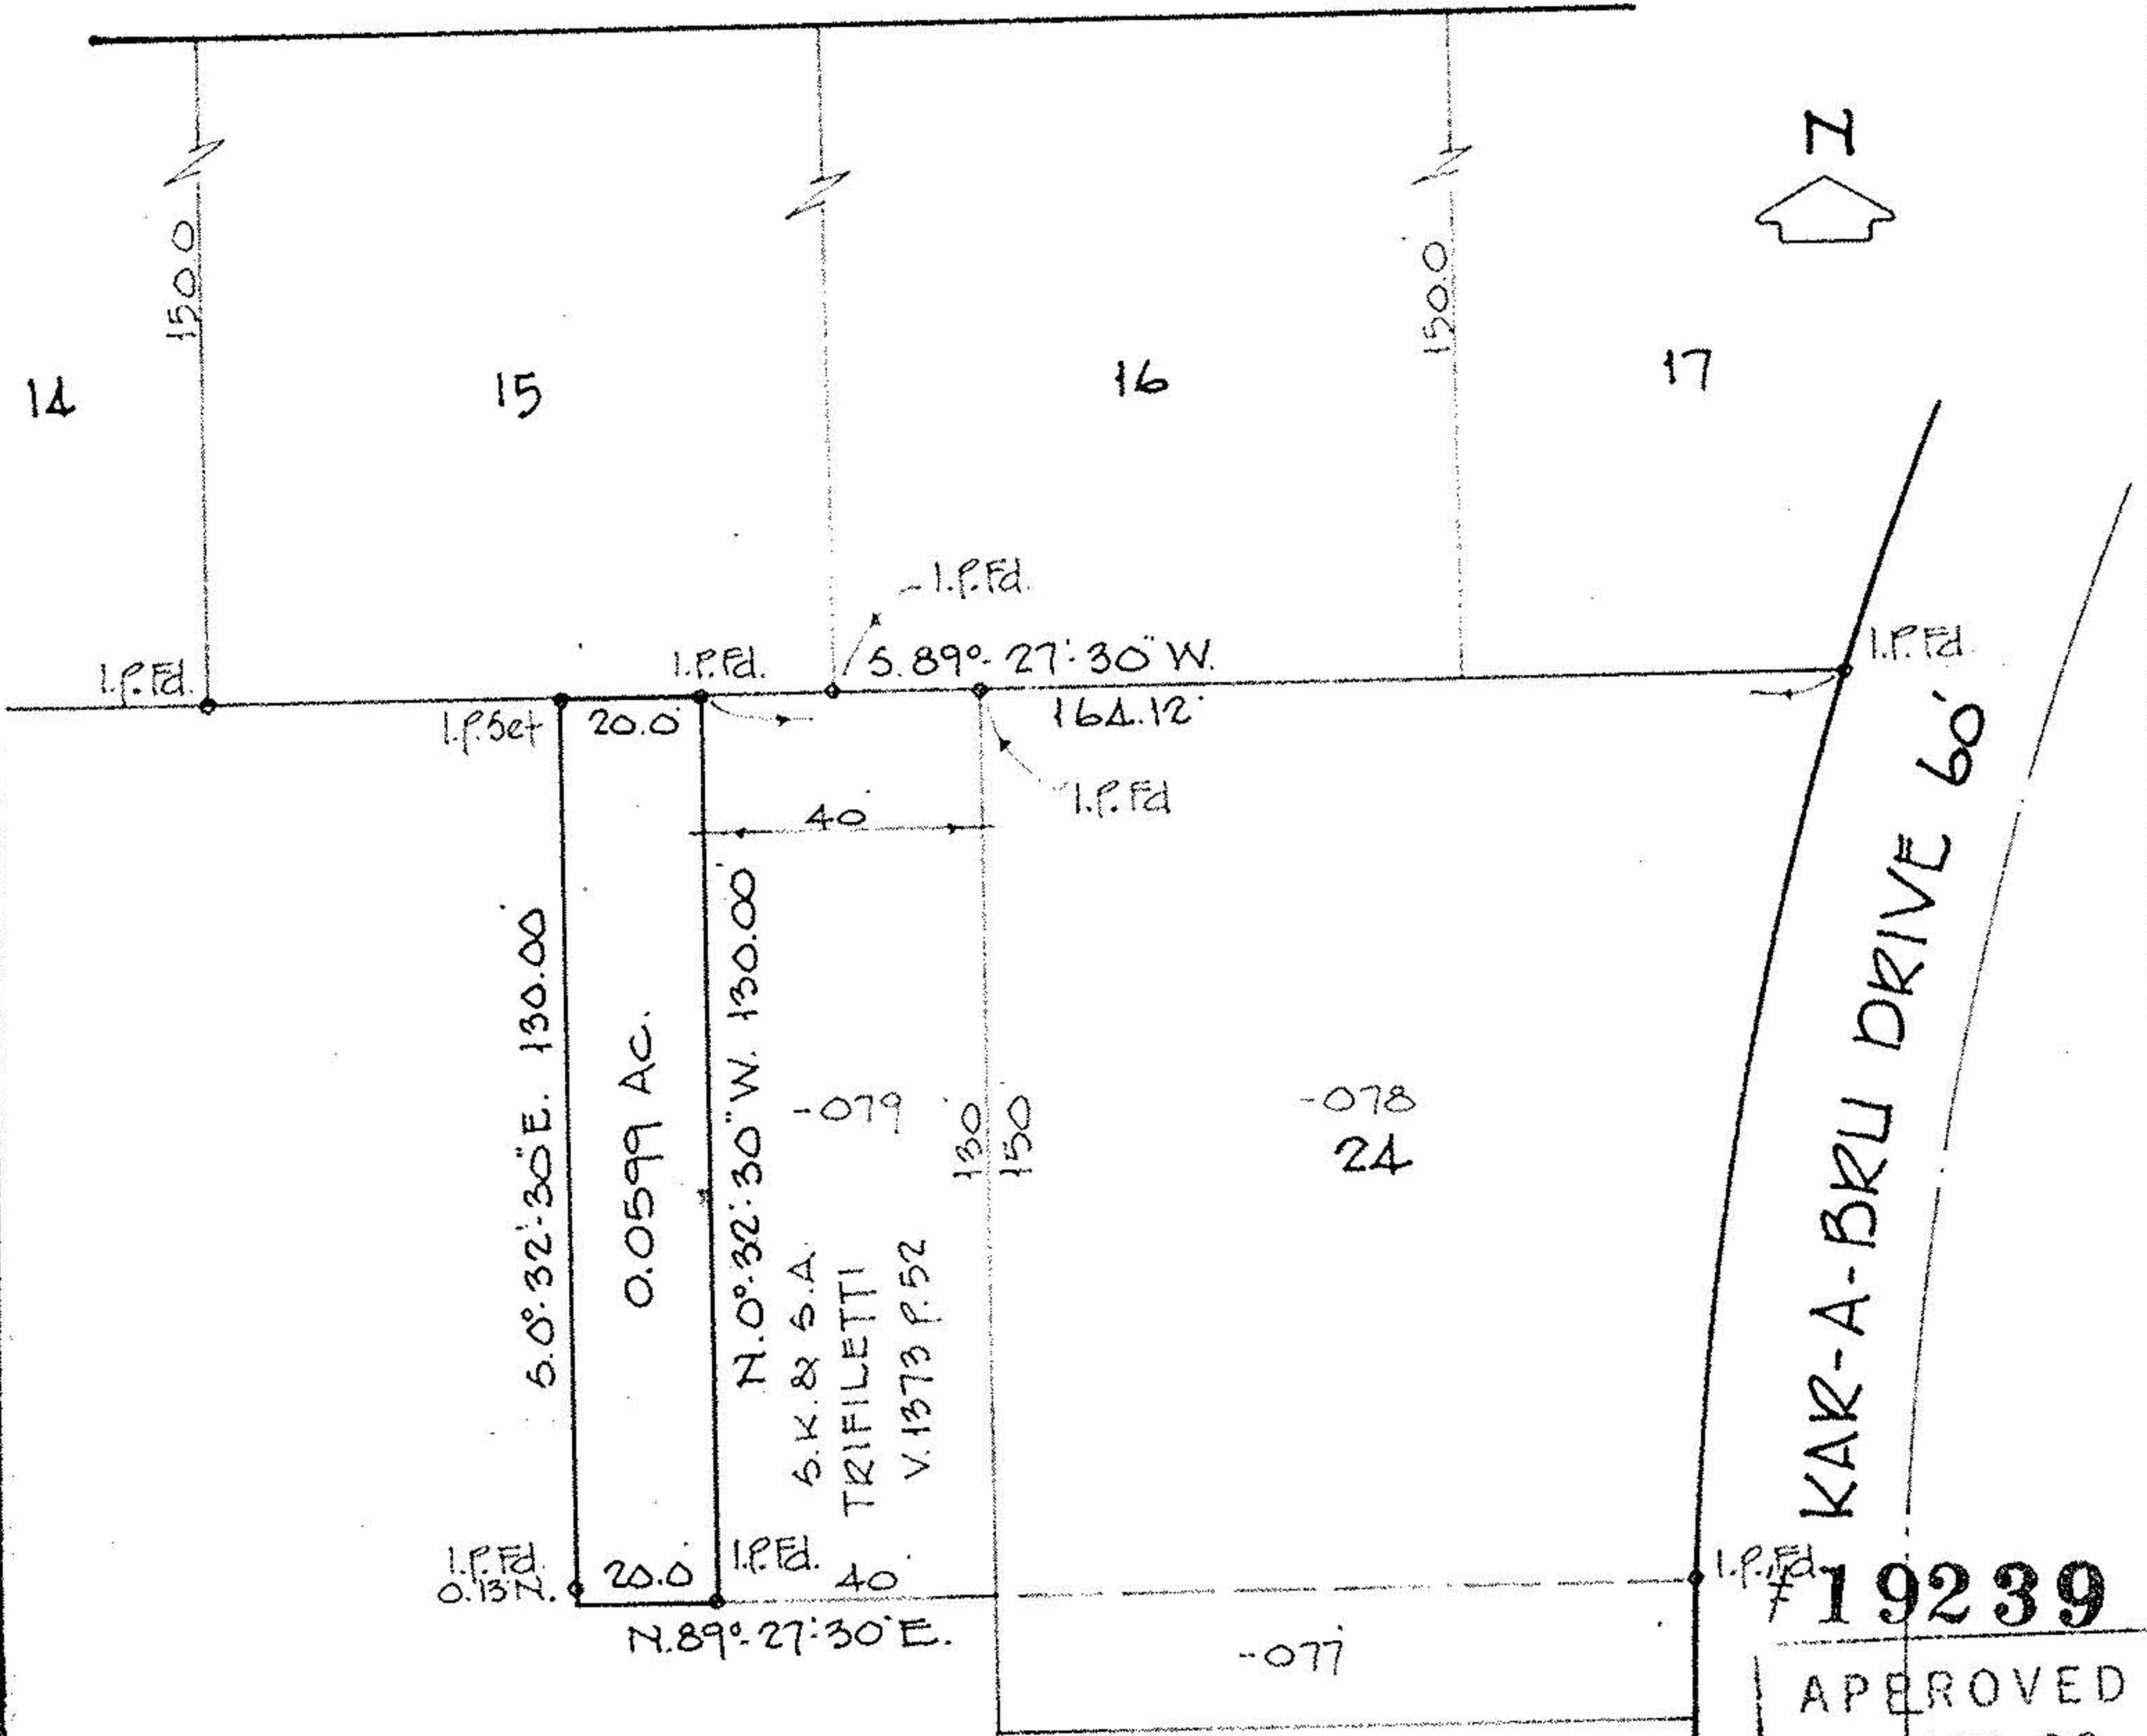 N
150.0
150.0
14
15
16
17
I.P.Fd.
I.P.Fd.
I.P.Fd.
S.89°-27'-30"W.
I.P.Fd.
I.P.Set
20.0'
164.12'
I.P.Fd
40'
KAR-A-BRU DRIVE 60'
S.0°-32'-30"E. 130.00
0.0599 AC.
N.0°-32'-30"W. 130.00
-079
130
150
-078
24
S.K. & S.A.
TRIFILETTI
V.1373 P.52
I.P.Fd.
0.13'N.
20.0'
I.P.Fd.
40'
I.P.Fd.
N.89°-27'-30"E.
-077
19239
APPROVED